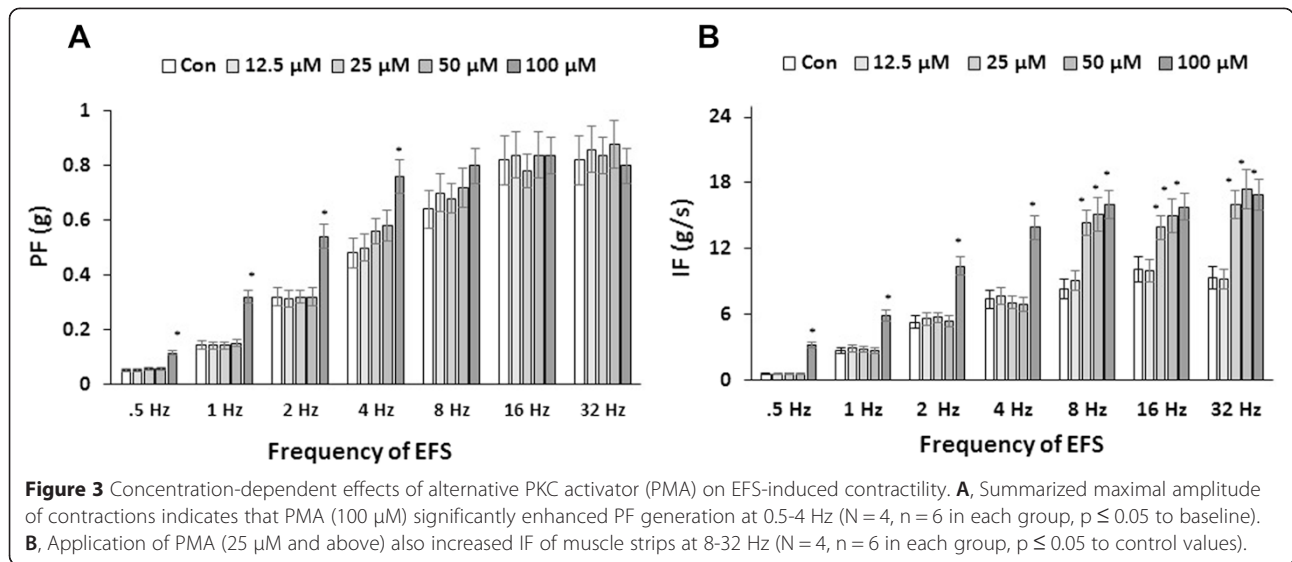 A
Con 12.5 µM 25 µM 50 µM 100 µM
PF (g)
1
0.8
0.6
0.4
0.2
0
* * * *
.5 Hz 1 Hz 2 Hz 4 Hz 8 Hz 16 Hz 32 Hz
Frequency of EFS
B
Con 12.5 µM 25 µM 50 µM 100 µM
IF (g/s)
24
18
12
6
0
* * * * * * * * * * * * *
.5 Hz 1 Hz 2 Hz 4 Hz 8 Hz 16 Hz 32 Hz
Frequency of EFS
Figure 3 Concentration-dependent effects of alternative PKC activator (PMA) on EFS-induced contractility. A, Summarized maximal amplitude
of contractions indicates that PMA (100 µM) significantly enhanced PF generation at 0.5-4 Hz (N = 4, n = 6 in each group, p ≤ 0.05 to baseline).
B, Application of PMA (25 µM and above) also increased IF of muscle strips at 8-32 Hz (N = 4, n = 6 in each group, p ≤ 0.05 to control values).